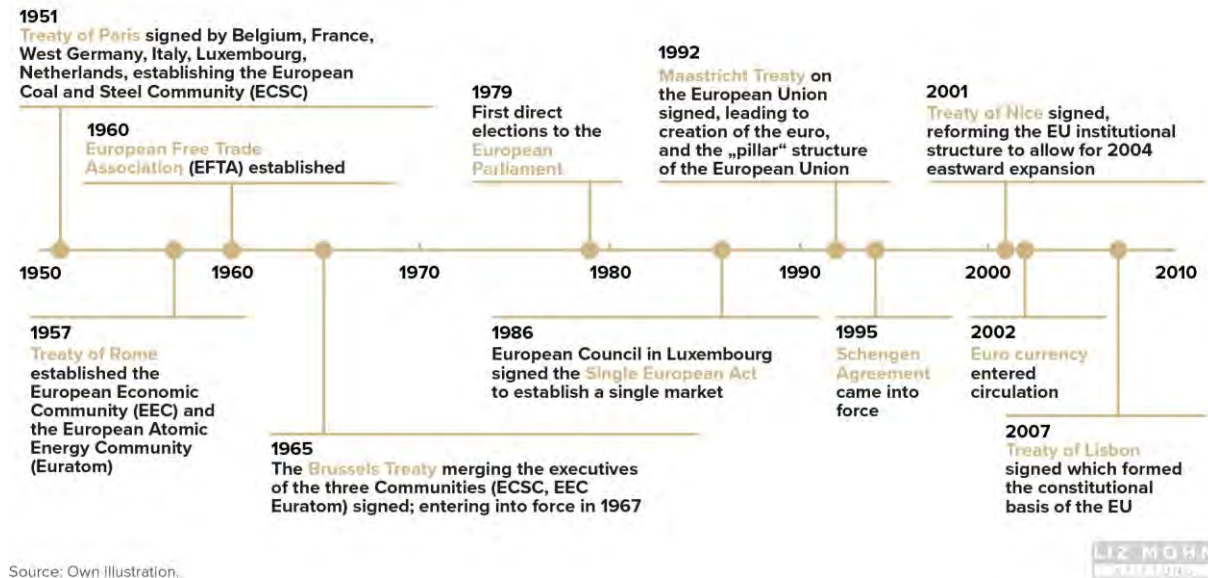 1951
Treaty of Paris signed by Belgium, France,
West Germany, Italy, Luxembourg,
Netherlands, establishing the European
Coal and Steel Community (ECSC)
1960
European Free Trade
Association (EFTA) established
1979
First direct
elections to the
European
Parliament
1992
Maastricht Treaty on
the European Union
signed, leading to
creation of the euro,
and the „pillar“ structure
of the European Union
2001
Treaty of Nice signed,
reforming the EU institutional
structure to allow for 2004
eastward expansion
1950
1960
1970
1980
1990
2000
2010
1957
Treaty of Rome
established the
European Economic
Community (EEC) and
the European Atomic
Energy Community
(Euratom)
1965
The Brussels Treaty merging the executives
of the three Communities (ECSC, EEC
Euratom) signed; entering into force in 1967
1986
European Council in Luxembourg
signed the Single European Act
to establish a single market
1995
Schengen
Agreement
came into
force
2002
Euro currency
entered
circulation
2007
Treaty of Lisbon
signed which formed
the constitutional
basis of the EU
Source: Own illustration.
LIZ MOHN
STIFTUNG